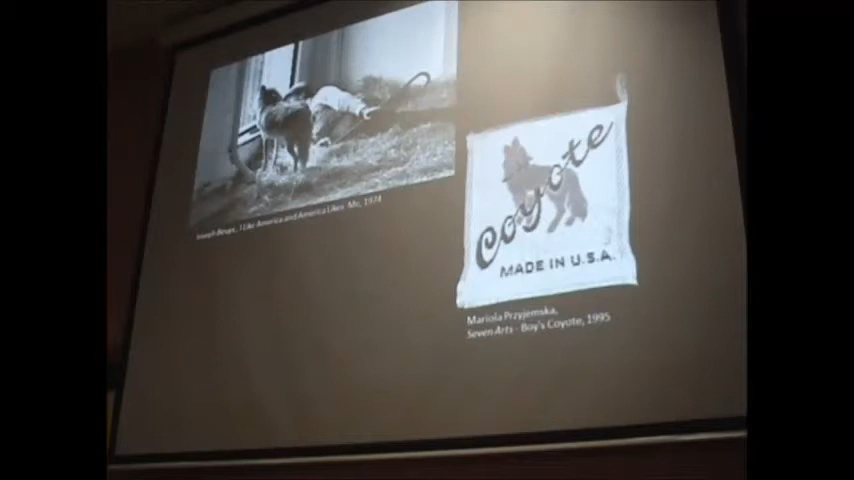 Joseph Beuys, I Like America and America Likes Me, 1974
Coyote
MADE IN U.S.A.
Mariola Przyjemska,
Seven Arts - Boy's Coyote, 1995